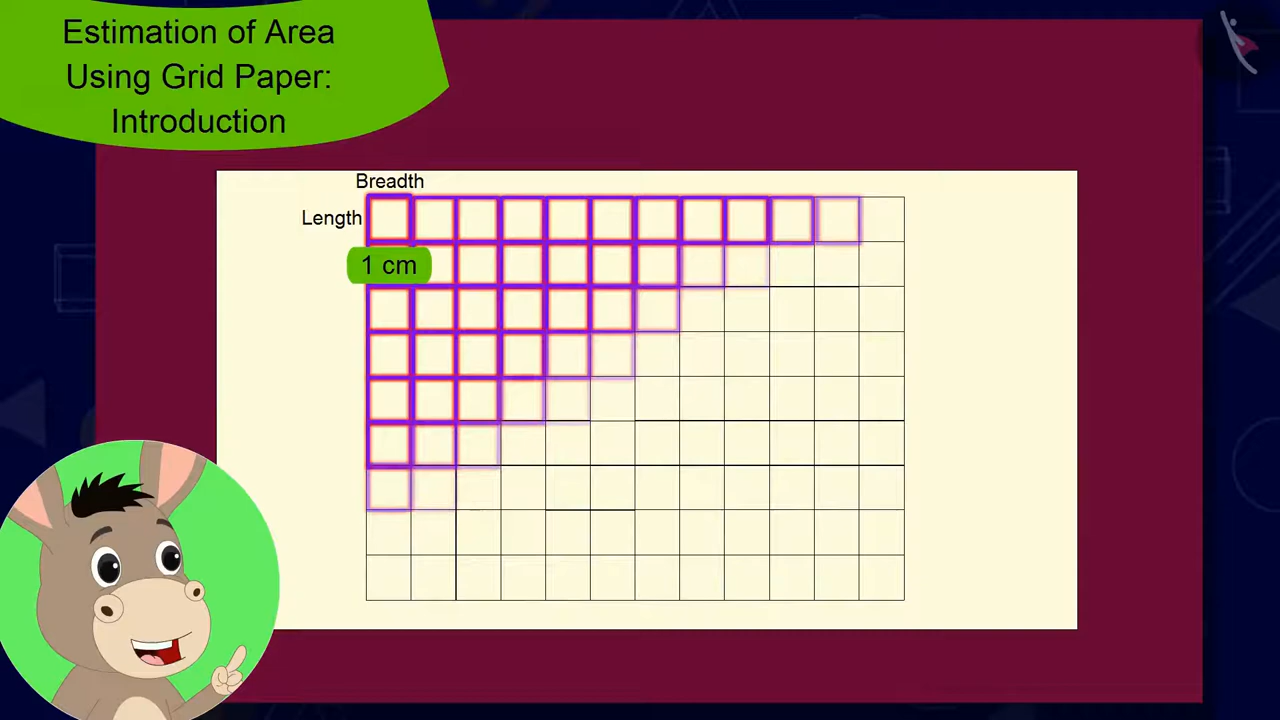 Estimation of Area
Using Grid Paper:
Introduction
Breadth
Length
1 cm